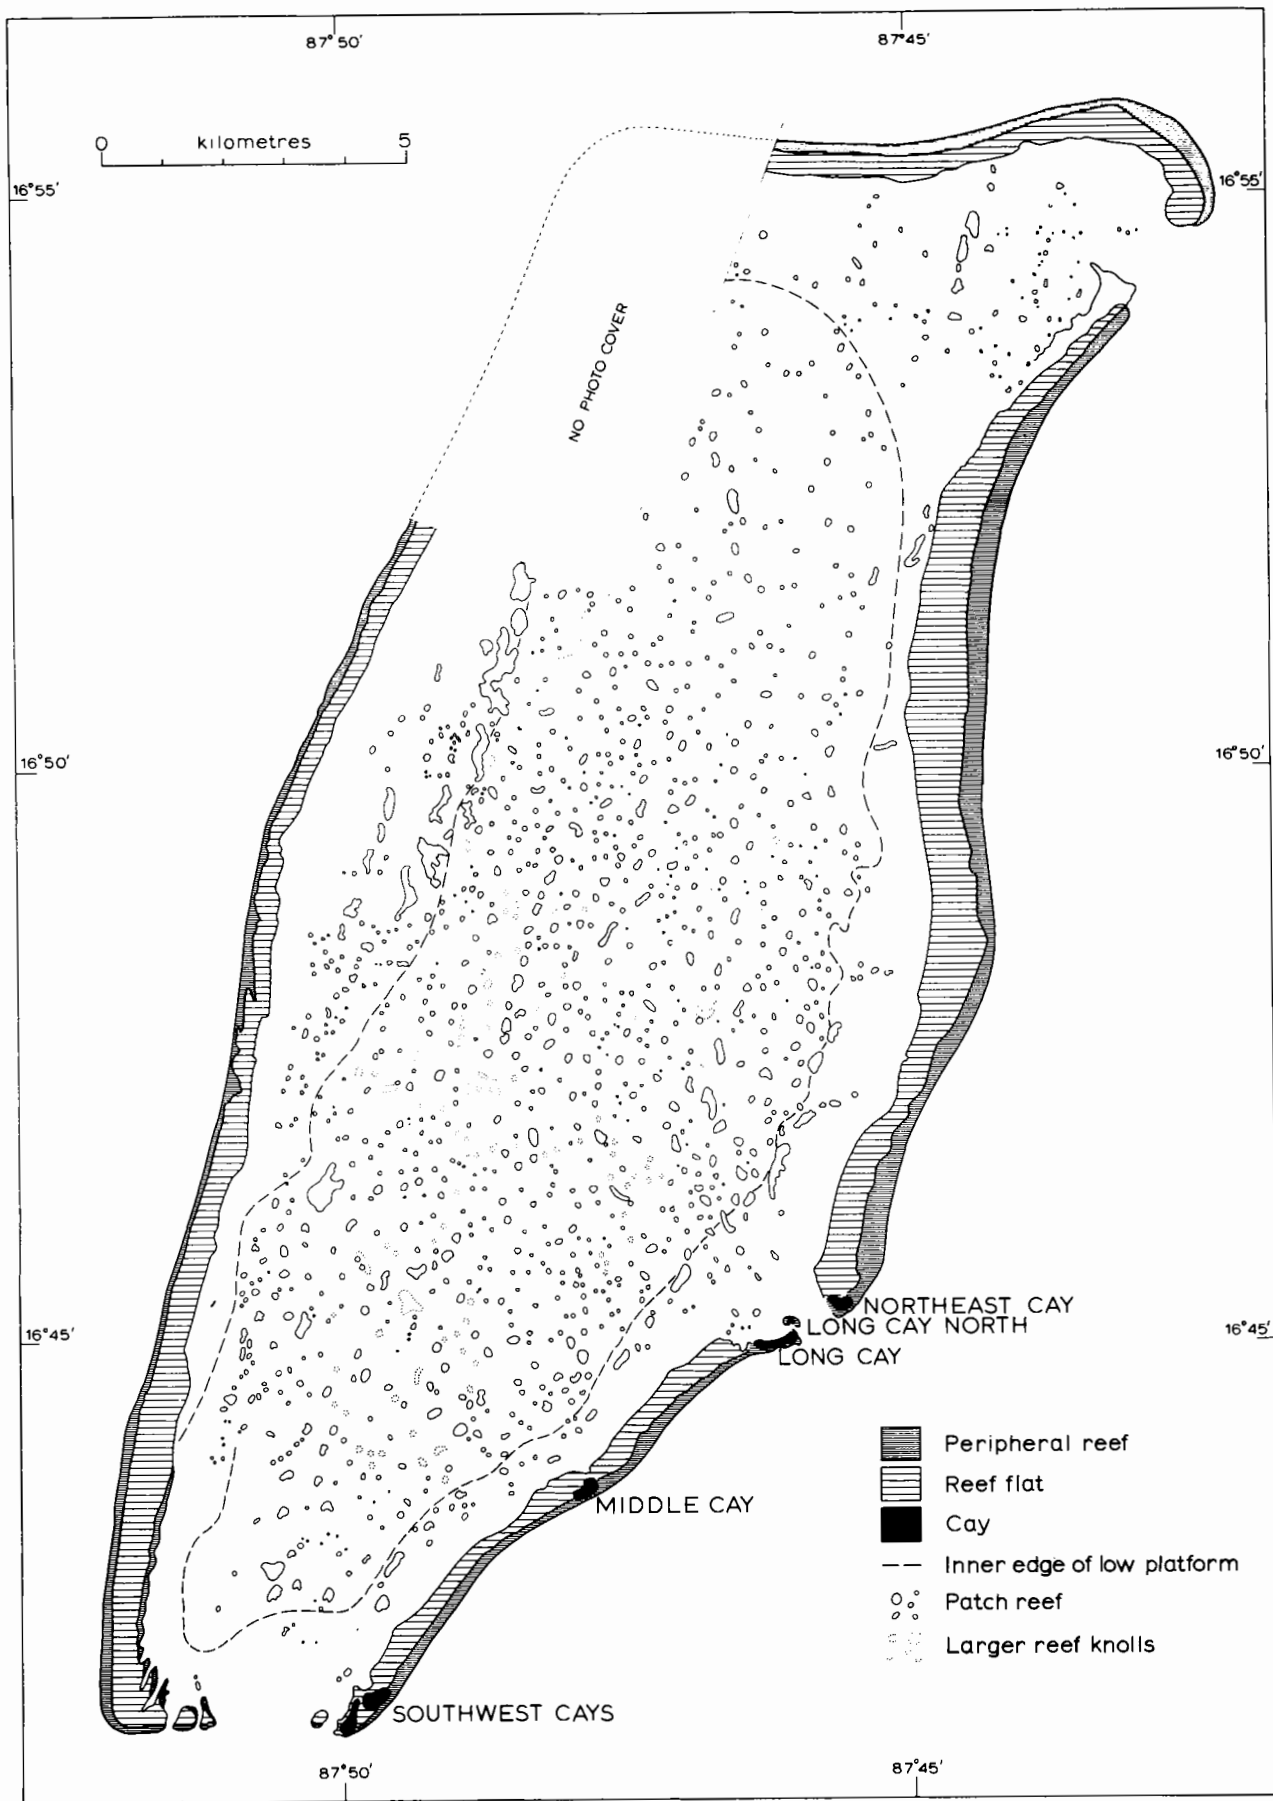 87°50′
87°45′
0 kilometres 5
16°55′
16°55′
NO PHOTO COVER
16°50′
16°50′
NORTHEAST CAY
LONG CAY NORTH
16°45′
16°45′
LONG CAY
Peripheral reef
Reef flat
MIDDLE CAY
Cay
Inner edge of low platform
Patch reef
Larger reef knolls
SOUTHWEST CAYS
87°50′
87°45′